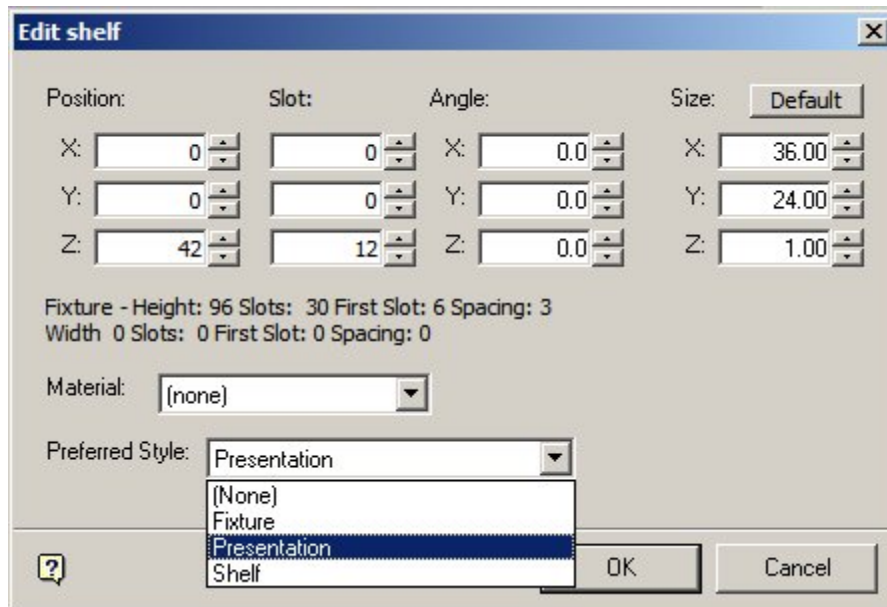 Edit shelf
Position: Slot: Angle: Size: Default
X: 0 0 X: 0.0 X: 36.00
Y: 0 0 Y: 0.0 Y: 24.00
Z: 42 12 Z: 0.0 Z: 1.00
Fixture - Height: 96 Slots: 30 First Slot: 6 Spacing: 3
Width 0 Slots: 0 First Slot: 0 Spacing: 0
Material: (none)
Preferred Style: Presentation
(None)
Fixture
Presentation
Shelf
? OK Cancel